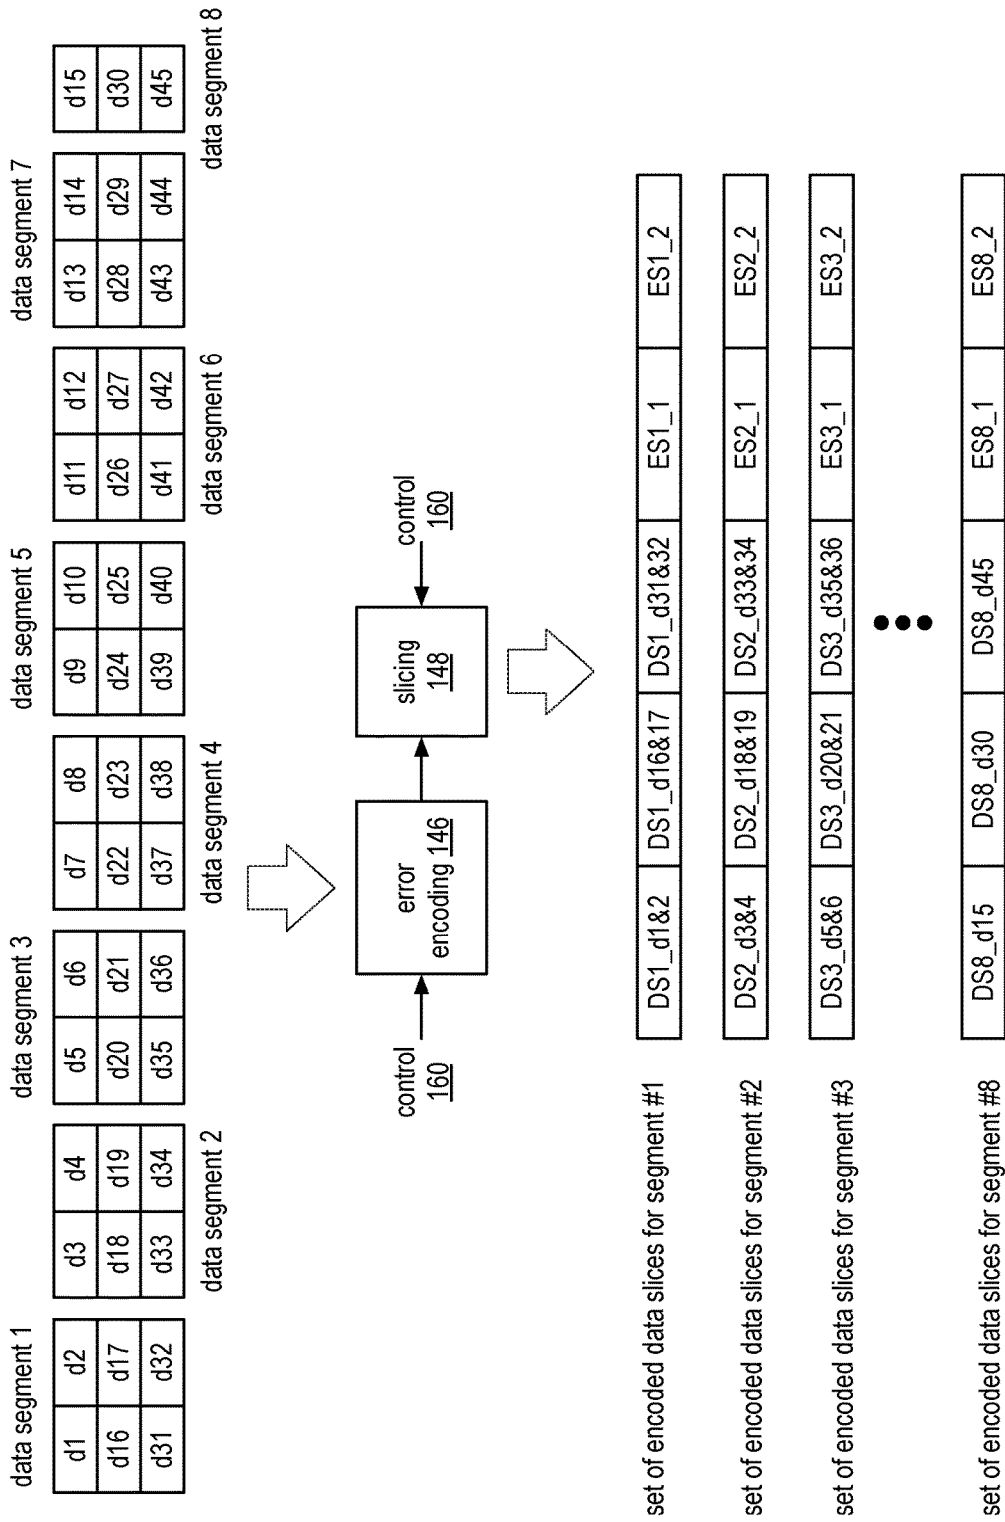 data segment 1
data segment 3
data segment 5
data segment 7
d1 d2 d3 d4 d5 d6 d7 d8 d9 d10 d11 d12 d13 d14 d15
d16 d17 d18 d19 d20 d21 d22 d23 d24 d25 d26 d27 d28 d29 d30
d31 d32 d33 d34 d35 d36 d37 d38 d39 d40 d41 d42 d43 d44 d45
data segment 2
data segment 4
data segment 6
data segment 8
control
160
error
encoding 146
slicing
148
control
160
set of encoded data slices for segment #1 DS1_d1&2 DS1_d16&17 DS1_d31&32 ES1_1 ES1_2
set of encoded data slices for segment #2 DS2_d3&4 DS2_d18&19 DS2_d33&34 ES2_1 ES2_2
set of encoded data slices for segment #3 DS3_d5&6 DS3_d20&21 DS3_d35&36 ES3_1 ES3_2
set of encoded data slices for segment #8 DS8_d15 DS8_d30 DS8_d45 ES8_1 ES8_2